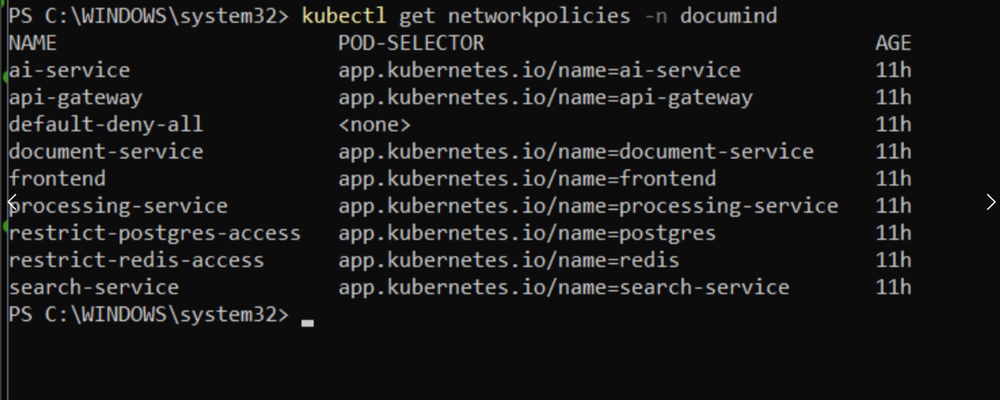 PS C:\WINDOWS\system32> kubectl get networkpolicies -n documind
NAME POD-SELECTOR AGE
ai-service app.kubernetes.io/name=ai-service 11h
api-gateway app.kubernetes.io/name=api-gateway 11h
default-deny-all <none> 11h
document-service app.kubernetes.io/name=document-service 11h
frontend app.kubernetes.io/name=frontend 11h
processing-service app.kubernetes.io/name=processing-service 11h
restrict-postgres-access app.kubernetes.io/name=postgres 11h
restrict-redis-access app.kubernetes.io/name=redis 11h
search-service app.kubernetes.io/name=search-service 11h
PS C:\WINDOWS\system32>